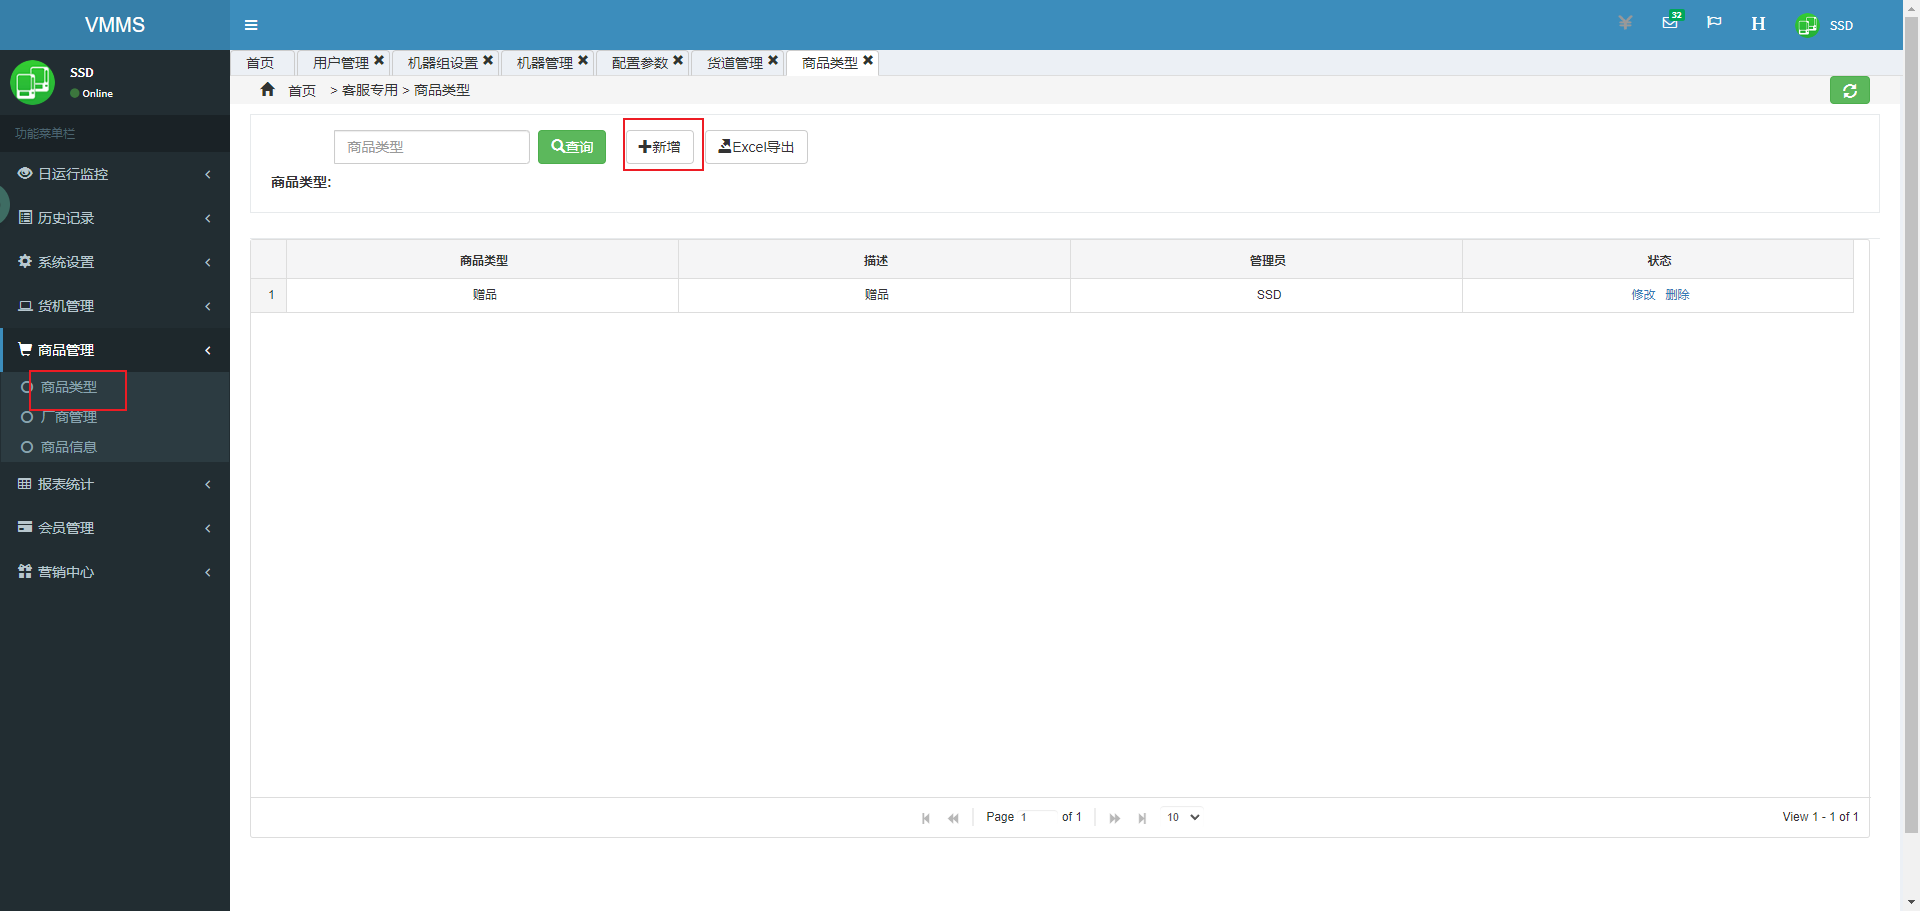 VMMS
32
H
SSD
SSD
Online
功能菜单栏
日运行监控
历史记录
系统设置
货机管理
商品管理
商品类型
厂商管理
商品信息
报表统计
会员管理
营销中心
首页
用户管理
机器组设置
机器管理
配置参数
货道管理
商品类型
首页 > 客服专用 > 商品类型
商品类型
查询
新增
Excel导出
商品类型:
商品类型 描述 管理员 状态
1 赠品 赠品 SSD 修改 删除
Page 1 of 1
10
View 1 - 1 of 1